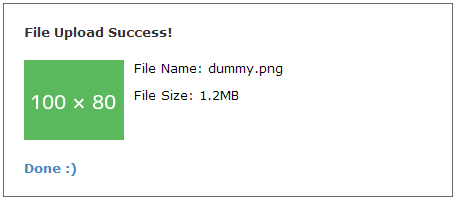 File Upload Success!
100 × 80
File Name: dummy.png
File Size: 1.2MB
Done :)